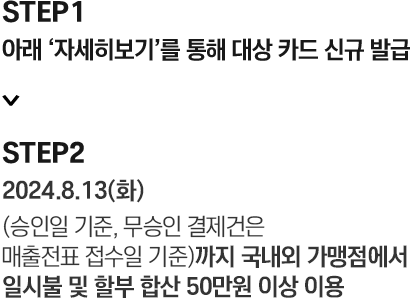 STEP1
아래 ‘자세히보기’를 통해 대상 카드 신규 발급
STEP2
2024.8.13(화)
(승인일 기준, 무승인 결제건은
매출전표 접수일 기준)까지 국내외 가맹점에서
일시불 및 할부 합산 50만원 이상 이용